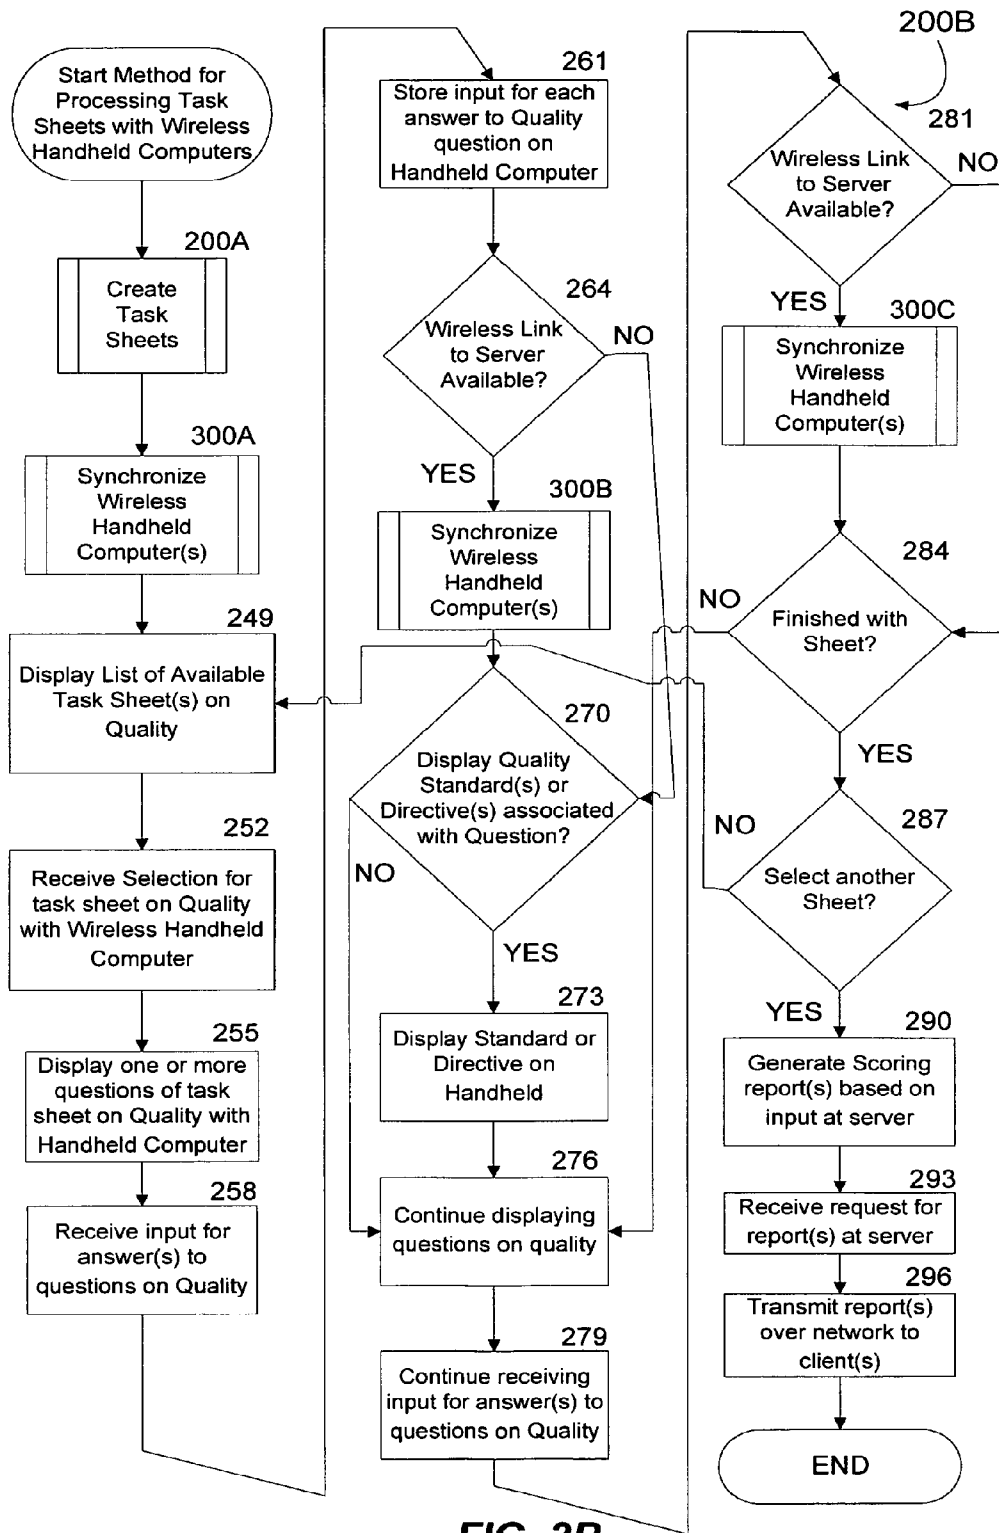 Start Method for
Processing Task
Sheets with Wireless
Handheld Computers
200A
Create
Task
Sheets
300A
Synchronize
Wireless
Handheld
Computer(s)
249
Display List of Available
Task Sheet(s) on
Quality
252
Receive Selection for
task sheet on Quality
with Wireless Handheld
Computer
255
Display one or more
questions of task
sheet on Quality with
Handheld Computer
258
Receive input for
answer(s) to
questions on Quality
261
Store input for each
answer to Quality
question on
Handheld Computer
264
Wireless Link
to Server
Available?
NO
YES
300B
Synchronize
Wireless
Handheld
Computer(s)
270
Display Quality
Standard(s) or
Directive(s) associated
with Question?
NO
YES
273
Display Standard or
Directive on
Handheld
276
Continue displaying
questions on quality
279
Continue receiving
input for answer(s) to
questions on Quality
200B
281
Wireless Link
to Server
Available?
NO
YES
300C
Synchronize
Wireless
Handheld
Computer(s)
284
Finished with
Sheet?
NO
YES
287
Select another
Sheet?
NO
YES
290
Generate Scoring
report(s) based on
input at server
293
Receive request for
report(s) at server
296
Transmit report(s)
over network to
client(s)
END